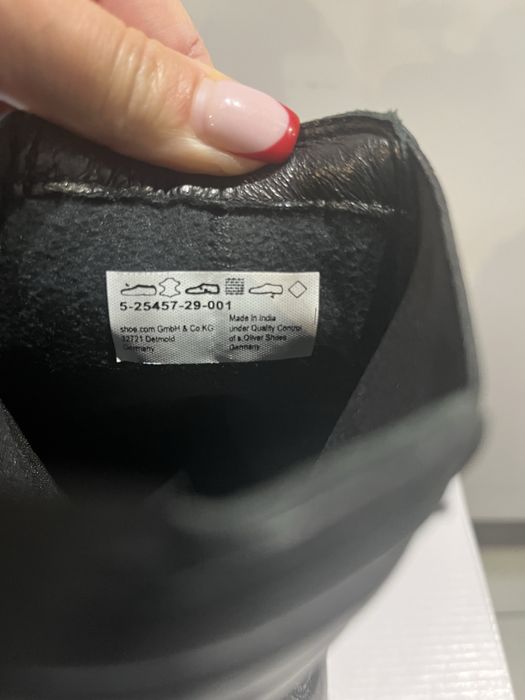 5-25457-29-001
shoe.com GmbH & Co KG
32721 Detmold
Germany
Made in India
under Quality Control
of s.Oliver Shoes
Germany